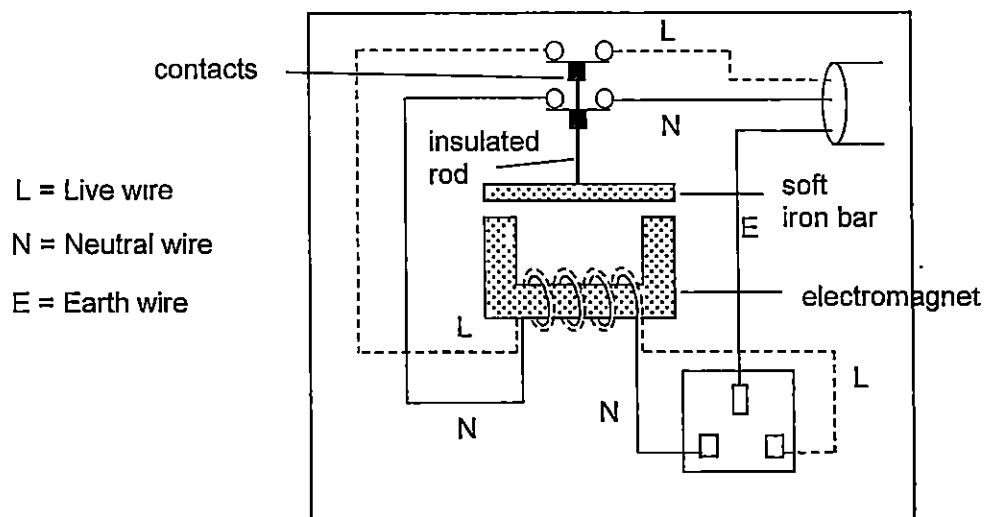 L
contacts
N
insulated
rod
L = Live wire
soft
iron bar
E
N = Neutral wire
E = Earth wire
electromagnet
L
L
N
N